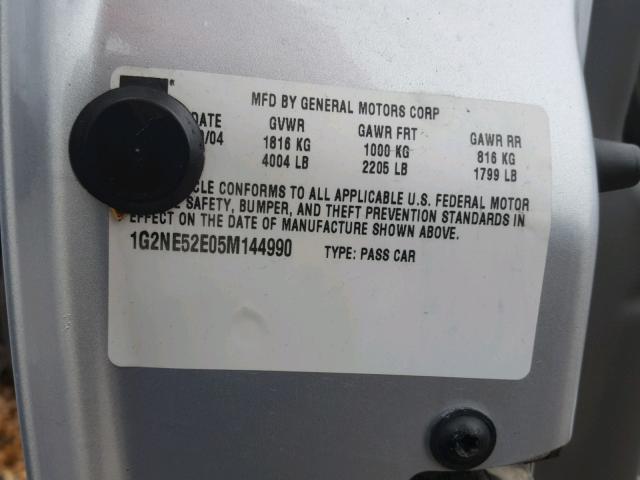 MFD BY GENERAL MOTORS CORP
DATE GVWR GAWR FRT GAWR RR
/04 1816 KG 1000 KG 816 KG
4004 LB 2205 LB 1799 LB
CLE CONFORMS TO ALL APPLICABLE U.S. FEDERAL MOTOR
E SAFETY, BUMPER, AND THEFT PREVENTION STANDARDS IN
EFFECT ON THE DATE OF MANUFACTURE SHOWN ABOVE.
1G2NE52E05M144990 TYPE: PASS CAR